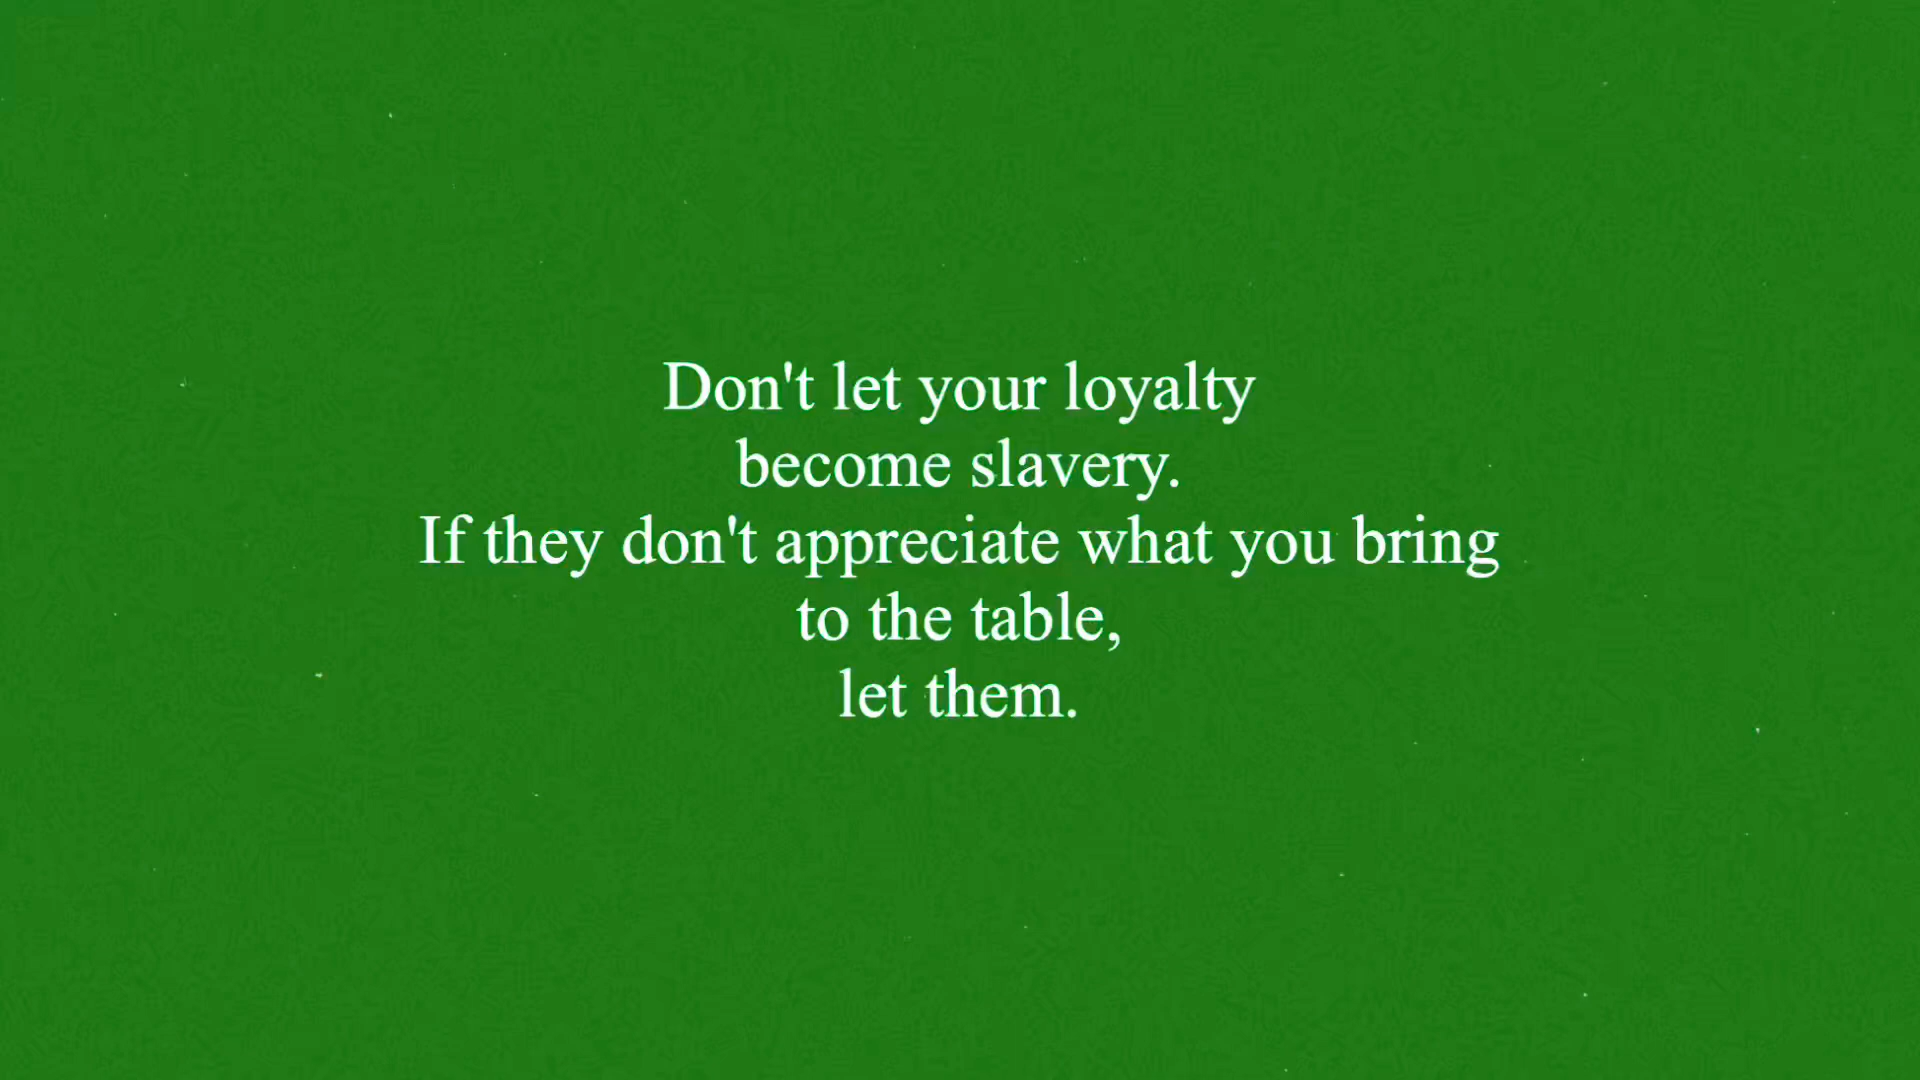 Don't let your loyalty
become slavery.
If they don't appreciate what you bring
to the table,
let them.